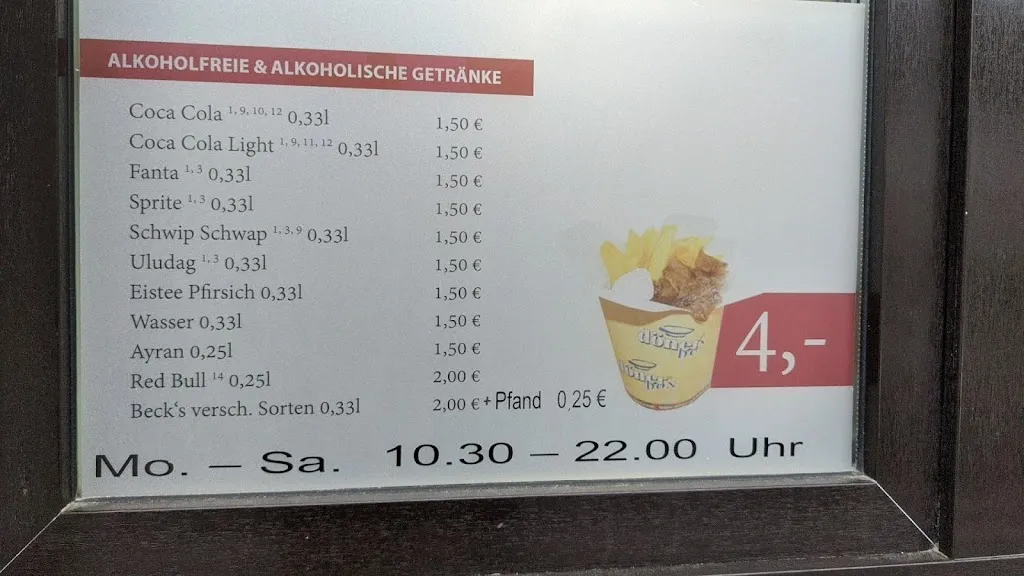 ALKOHOLFREIE & ALKOHOLISCHE GETRÄNKE
Coca Cola 1, 9, 10, 12 0,33l 1,50 €
Coca Cola Light 1, 9, 11, 12 0,33l 1,50 €
Fanta 1, 3 0,33l 1,50 €
Sprite 1, 3 0,33l 1,50 €
Schwip Schwap 1, 3, 9 0,33l 1,50 €
Uludag 1, 3 0,33l 1,50 €
Eistee Pfirsich 0,33l 1,50 €
Wasser 0,33l 1,50 €
Ayran 0,25l 1,50 €
Red Bull 14 0,25l 2,00 €
Beck's versch. Sorten 0,33l 2,00 € + Pfand 0,25 €
döner
4,-
Mo. – Sa. 10.30 – 22.00 Uhr